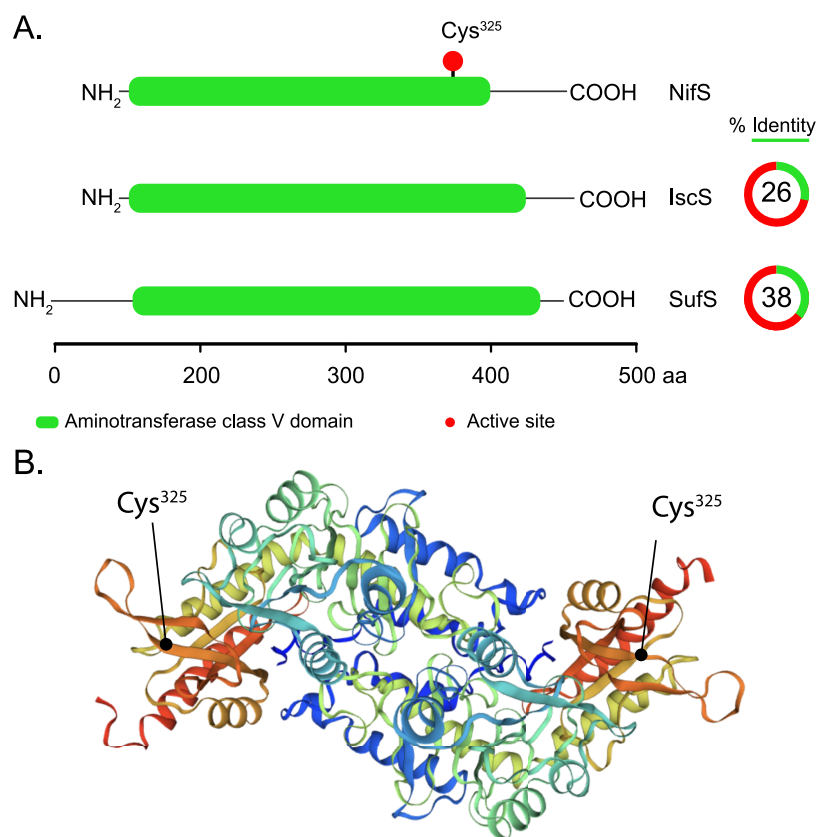 A.
Cys³²⁵
NH₂ COOH NifS
% Identity
NH₂ COOH IscS 26
NH₂ COOH SufS 38
0 200 300 400 500 aa
Aminotransferase class V domain Active site
B.
Cys³²⁵ Cys³²⁵